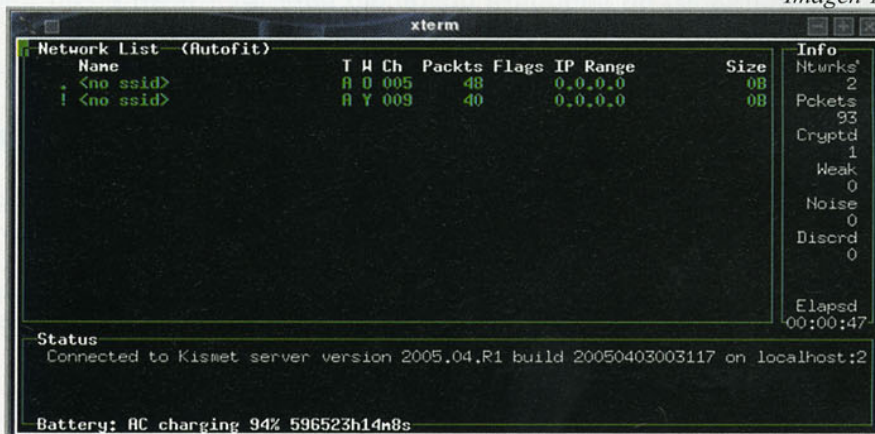 Imagen
xterm
Network List (Autofit)
Name T W Ch Packts Flags IP Range Size
. <no ssid> A O 005 48 0.0.0.0 0B
! <no ssid> A Y 009 40 0.0.0.0 0B
Info
Ntwrks
2
Pckets
93
Cryptd
1
Weak
0
Noise
0
Discrd
0
Elapsd
00:00:47
Status
Connected to Kismet server version 2005.04.R1 build 20050403003117 on localhost:2
Battery: AC charging 94% 596523h14m8s